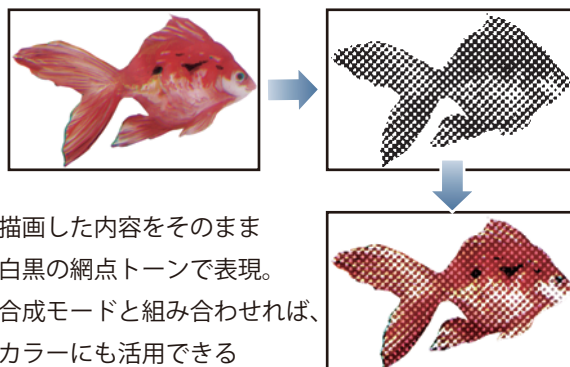 描画した内容をそのまま
白黒の網点トーンで表現。
合成モードと組み合わせれば、
カラーにも活用できる